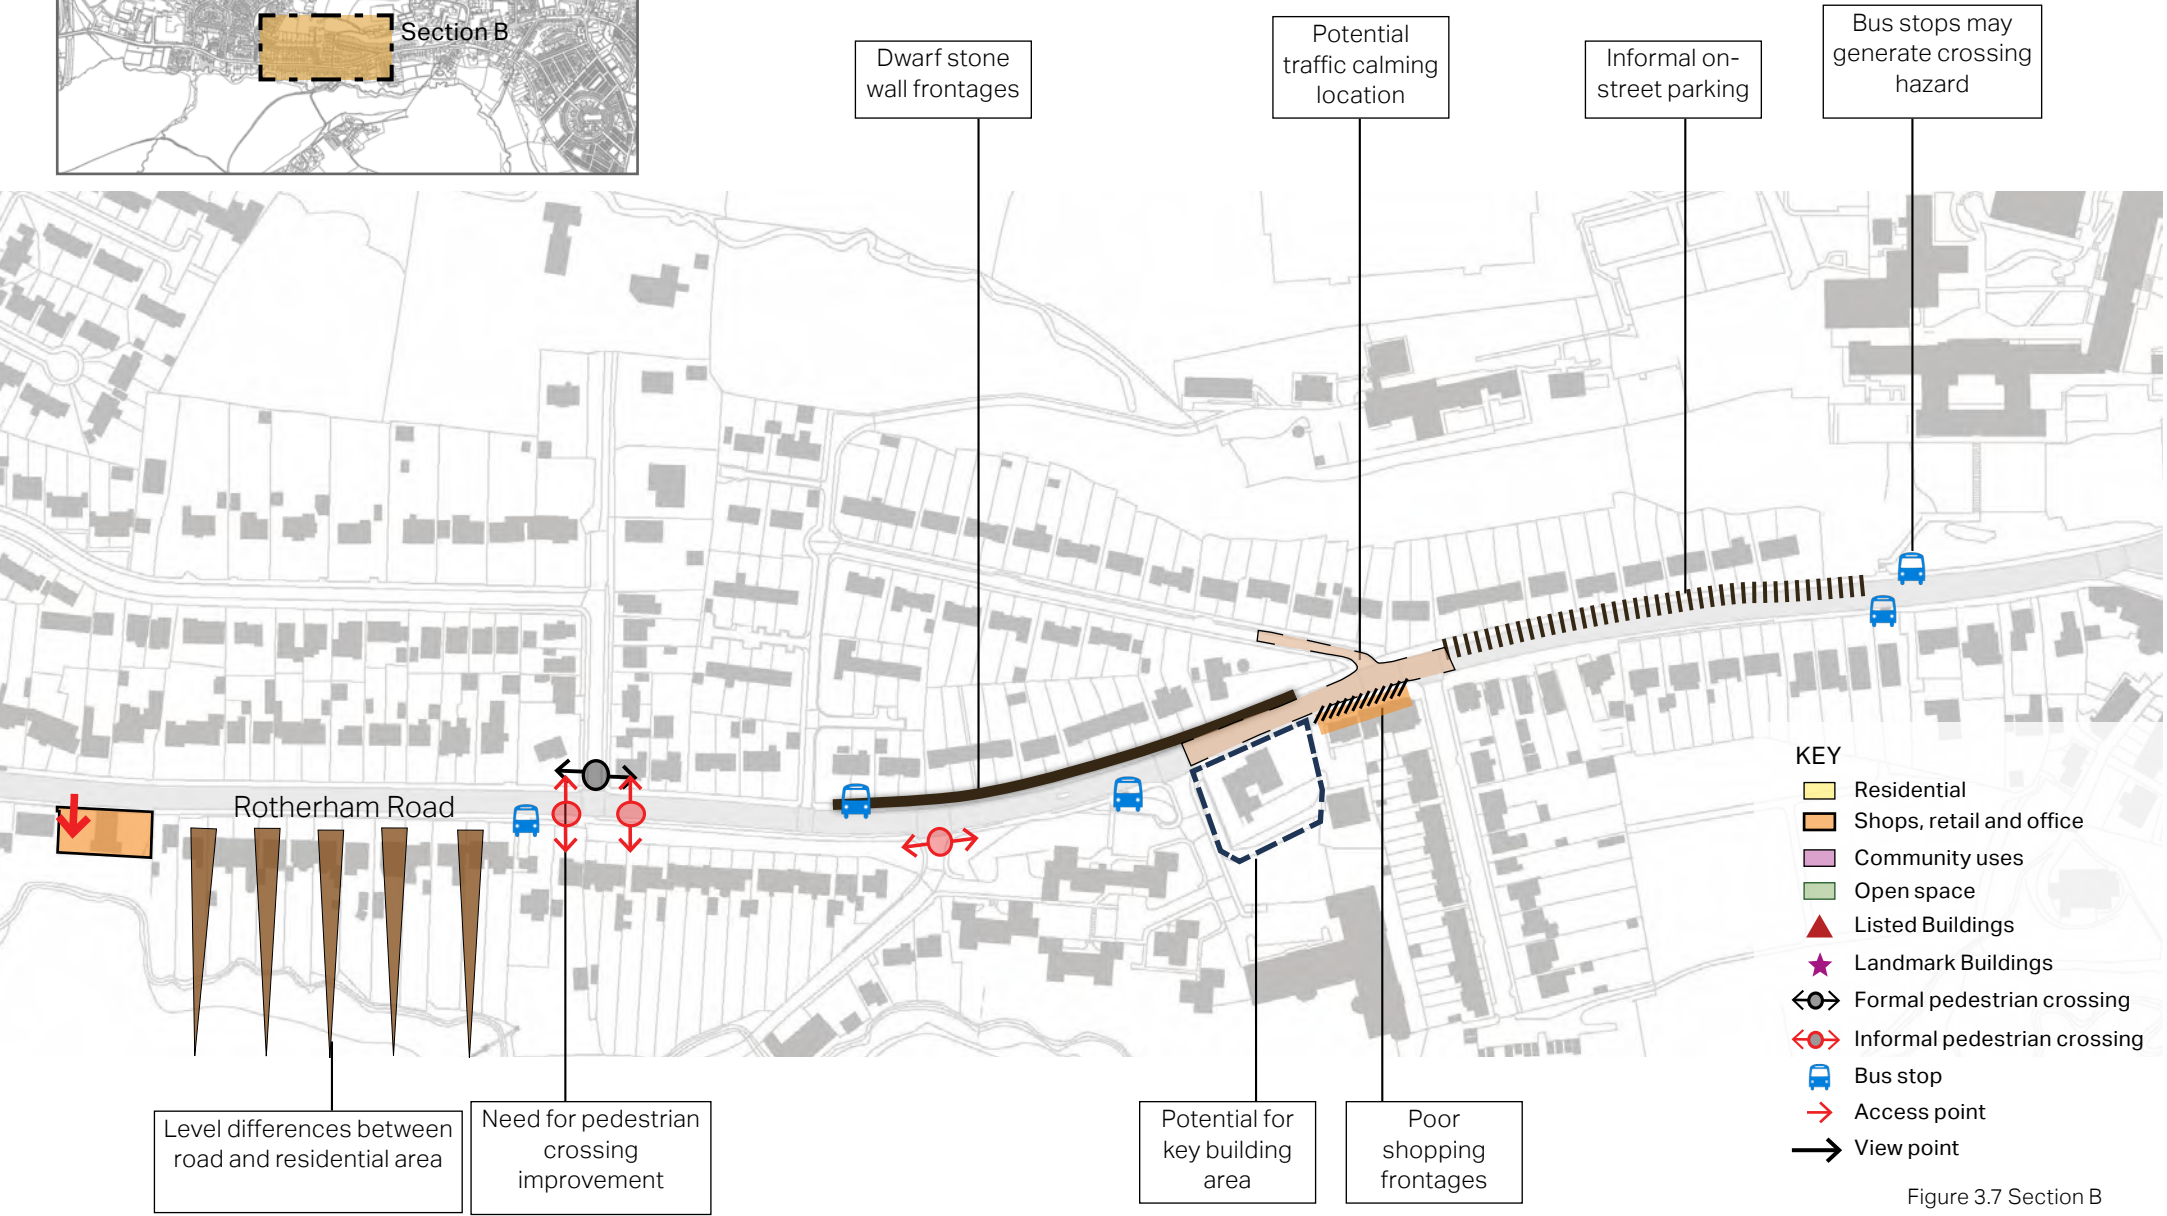 Section B
Dwarf stone
wall frontages
Potential
traffic calming
location
Informal on-
street parking
Bus stops may
generate crossing
hazard
Rotherham Road
KEY
Residential
Shops, retail and office
Community uses
Open space
Listed Buildings
Landmark Buildings
Formal pedestrian crossing
Informal pedestrian crossing
Bus stop
Access point
View point
Level differences between
road and residential area
Need for pedestrian
crossing
improvement
Potential for
key building
area
Poor
shopping
frontages
Figure 3.7 Section B